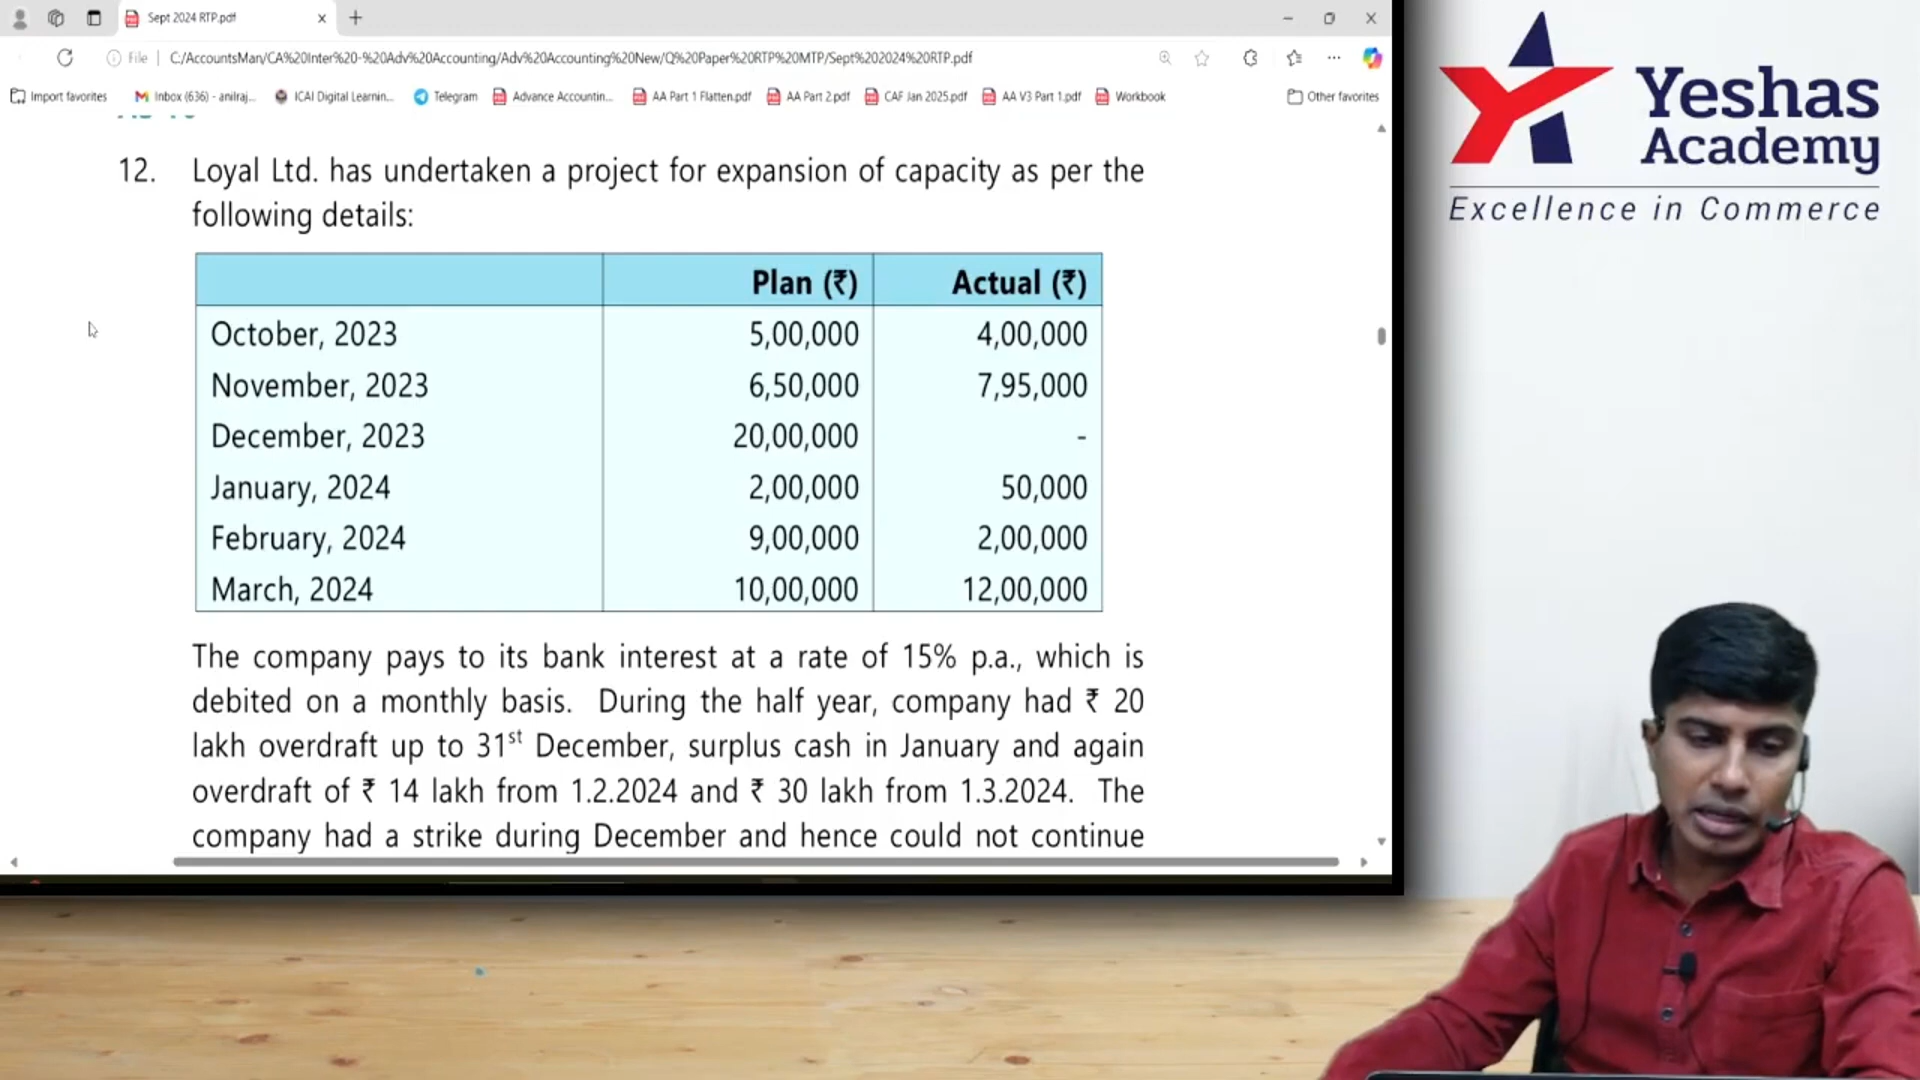 Sept 2024 RTP.pdf
File
C:/AccountsMan/CA%20Inter%20-%20Adv%20Accounting/Adv%20Accounting%20New/Q%20Paper%20RTP%20MTP/Sept%202024%20RTP.pdf
Import favorites
Inbox (636) - anilraj...
ICAI Digital Learnin...
Telegram
Advance Accountin...
AA Part 1 Flatten.pdf
AA Part 2.pdf
CAF Jan 2025.pdf
AA V3 Part 1.pdf
Workbook
Other favorites
12. Loyal Ltd. has undertaken a project for expansion of capacity as per the
following details:
Plan (₹) Actual (₹)
October, 2023 5,00,000 4,00,000
November, 2023 6,50,000 7,95,000
December, 2023 20,00,000 -
January, 2024 2,00,000 50,000
February, 2024 9,00,000 2,00,000
March, 2024 10,00,000 12,00,000
The company pays to its bank interest at a rate of 15% p.a., which is
debited on a monthly basis. During the half year, company had ₹ 20
lakh overdraft up to 31st December, surplus cash in January and again
overdraft of ₹ 14 lakh from 1.2.2024 and ₹ 30 lakh from 1.3.2024. The
company had a strike during December and hence could not continue
Yeshas
Academy
Excellence in Commerce